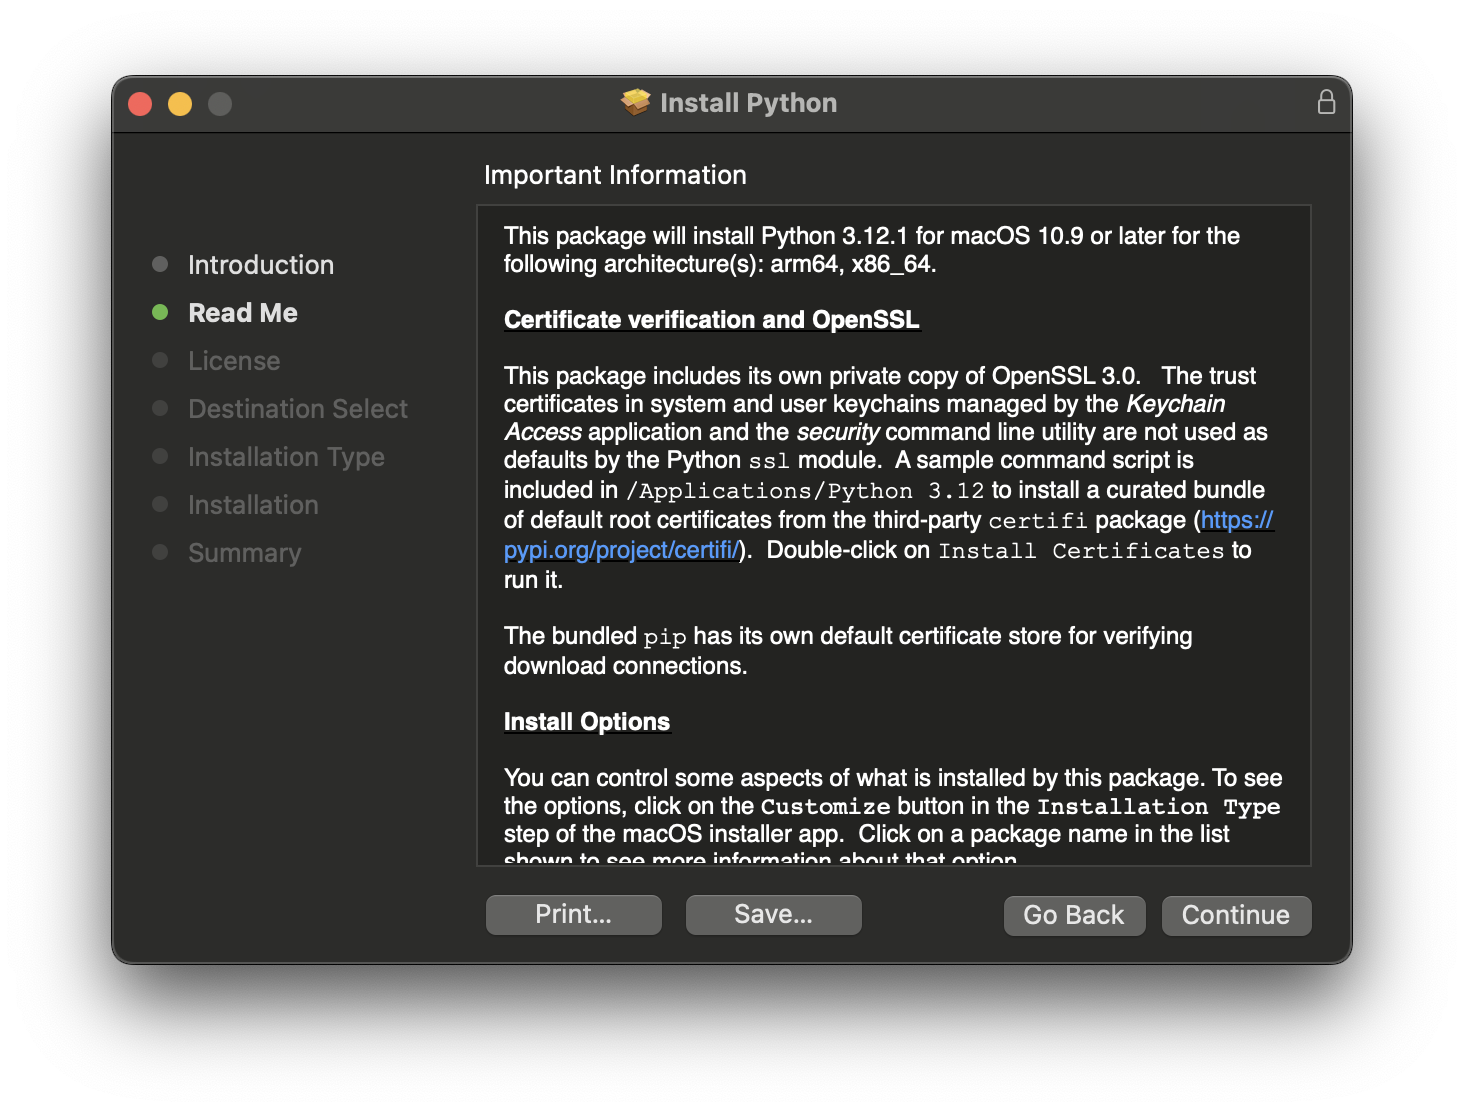 Install Python
Important Information
Introduction
Read Me
License
Destination Select
Installation Type
Installation
Summary
This package will install Python 3.12.1 for macOS 10.9 or later for the
following architecture(s): arm64, x86_64.
Certificate verification and OpenSSL
This package includes its own private copy of OpenSSL 3.0.   The trust
certificates in system and user keychains managed by the Keychain
Access application and the security command line utility are not used as
defaults by the Python ssl module.  A sample command script is
included in /Applications/Python 3.12 to install a curated bundle
of default root certificates from the third-party certifi package (https://
pypi.org/project/certifi/).  Double-click on Install Certificates to
run it.
The bundled pip has its own default certificate store for verifying
download connections.
Install Options
You can control some aspects of what is installed by this package. To see
the options, click on the Customize button in the Installation Type
step of the macOS installer app.  Click on a package name in the list
shown to see more information about that option
Print...
Save...
Go Back
Continue